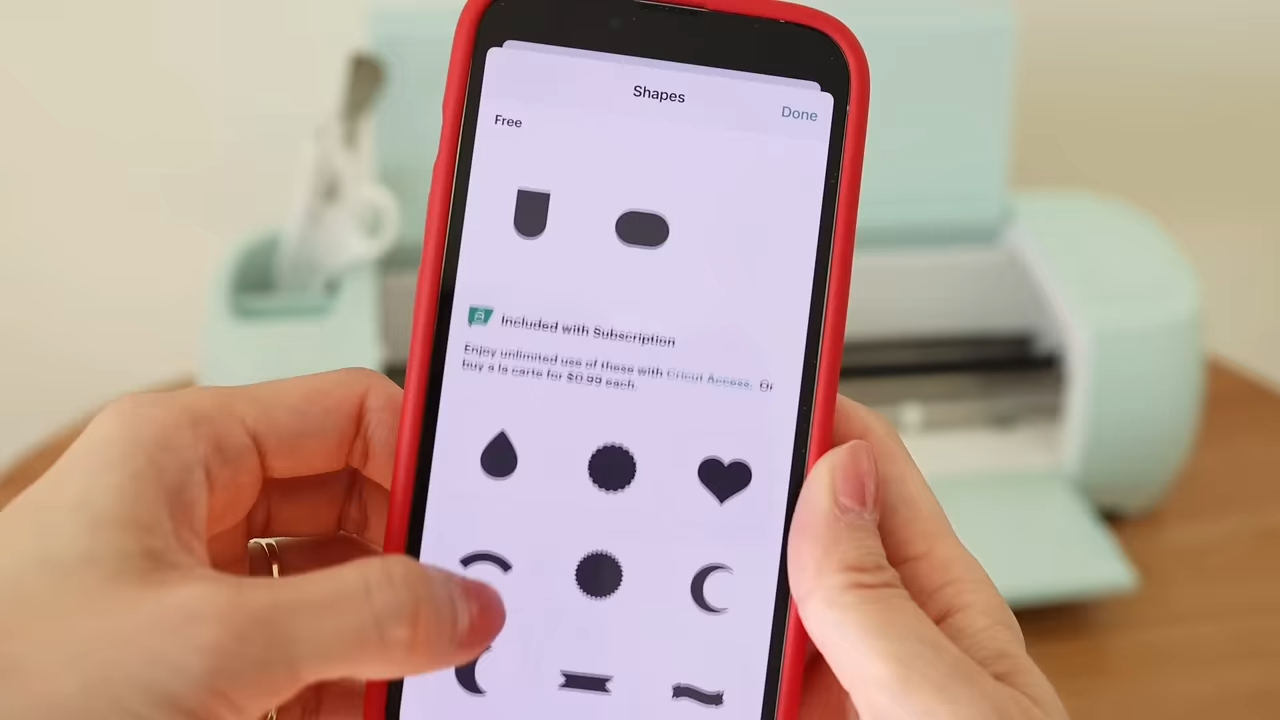 Shapes
Done
Free
Included with Subscription
Enjoy unlimited use of these with Cricut Access. Or
buy a la carte for $0.99 each.